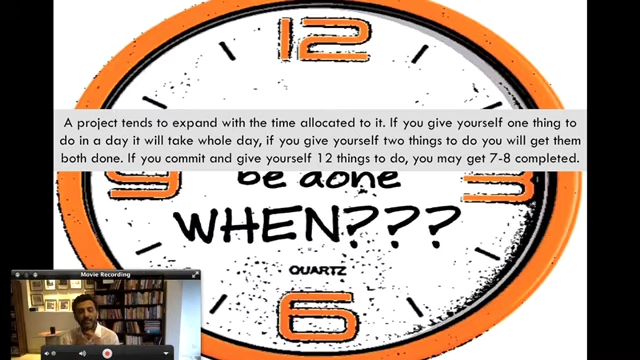 12
A project tends to expand with the time allocated to it. If you give yourself one thing to
do in a day it will take whole day, if you give yourself two things to do you will get them
both done. If you commit and give yourself 12 things to do, you may get 7-8 completed.
9
be done
3
WHEN???
QUARTZ
6
Movie Recording